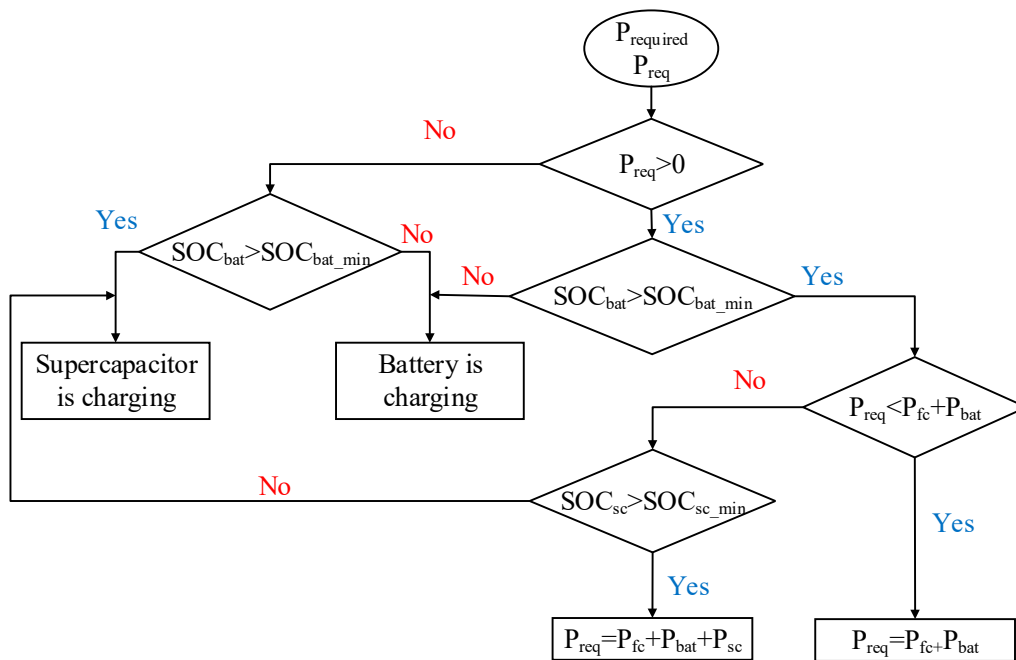 P_required
P_req
No
P_req>0
Yes
Yes
SOC_bat>SOC_bat_min
No
No
SOC_bat>SOC_bat_min
Yes
Supercapacitor
is charging
Battery is
charging
No
P_req<P_fc+P_bat
No
SOC_sc>SOC_sc_min
Yes
Yes
P_req=P_fc+P_bat+P_sc
P_req=P_fc+P_bat